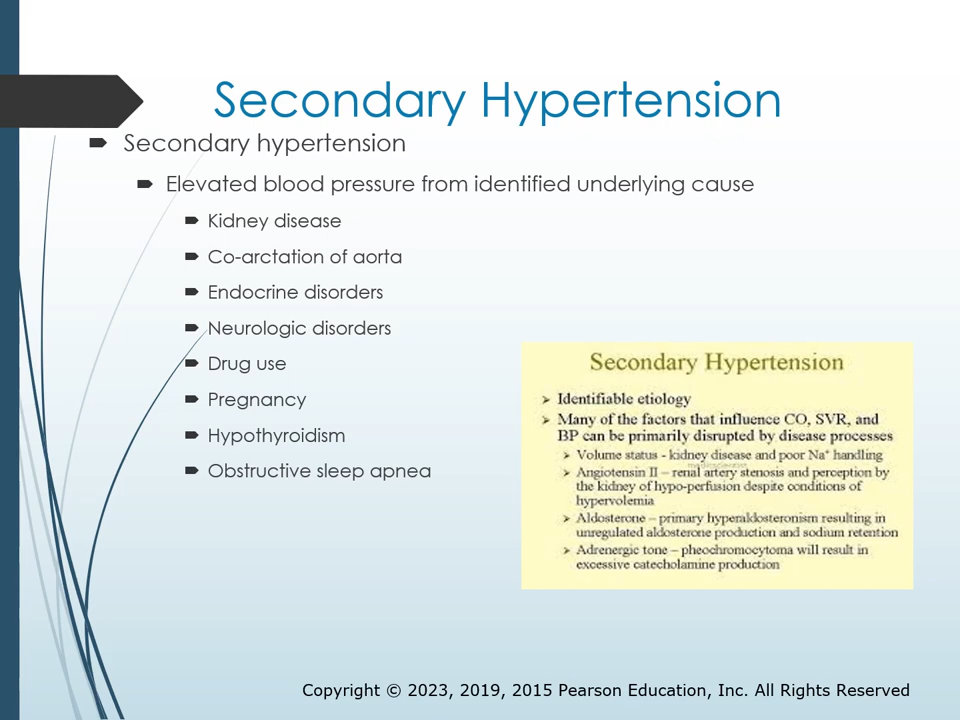 Secondary Hypertension
Secondary hypertension
Elevated blood pressure from identified underlying cause
Kidney disease
Co-arctation of aorta
Endocrine disorders
Neurologic disorders
Drug use
Pregnancy
Hypothyroidism
Obstructive sleep apnea
Secondary Hypertension
Identifiable etiology
Many of the factors that influence CO, SVR, and
BP can be primarily disrupted by disease processes
Volume status - kidney disease and poor Na⁺ handling
Angiotensin II – renal artery stenosis and perception by
the kidney of hypo-perfusion despite conditions of
hypervolemia
Aldosterone – primary hyperaldosteronism resulting in
unregulated aldosterone production and sodium retention
Adrenergic tone – pheochromocytoma will result in
excessive catecholamine production
Copyright © 2023, 2019, 2015 Pearson Education, Inc. All Rights Reserved